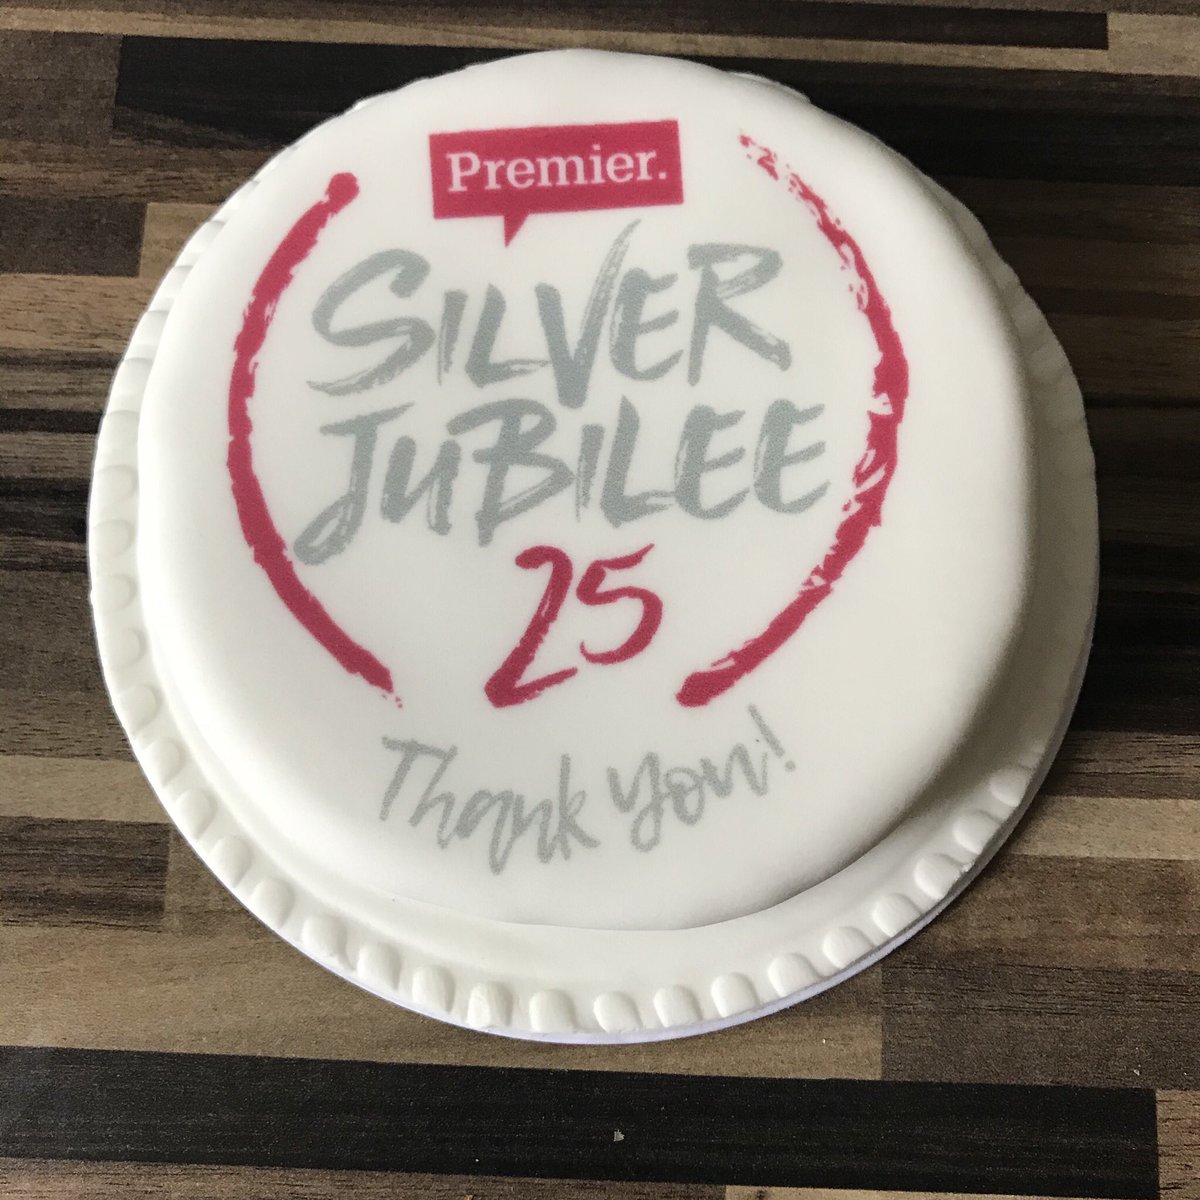 Premier.
SILVER
JUBILEE
25
Thank you!